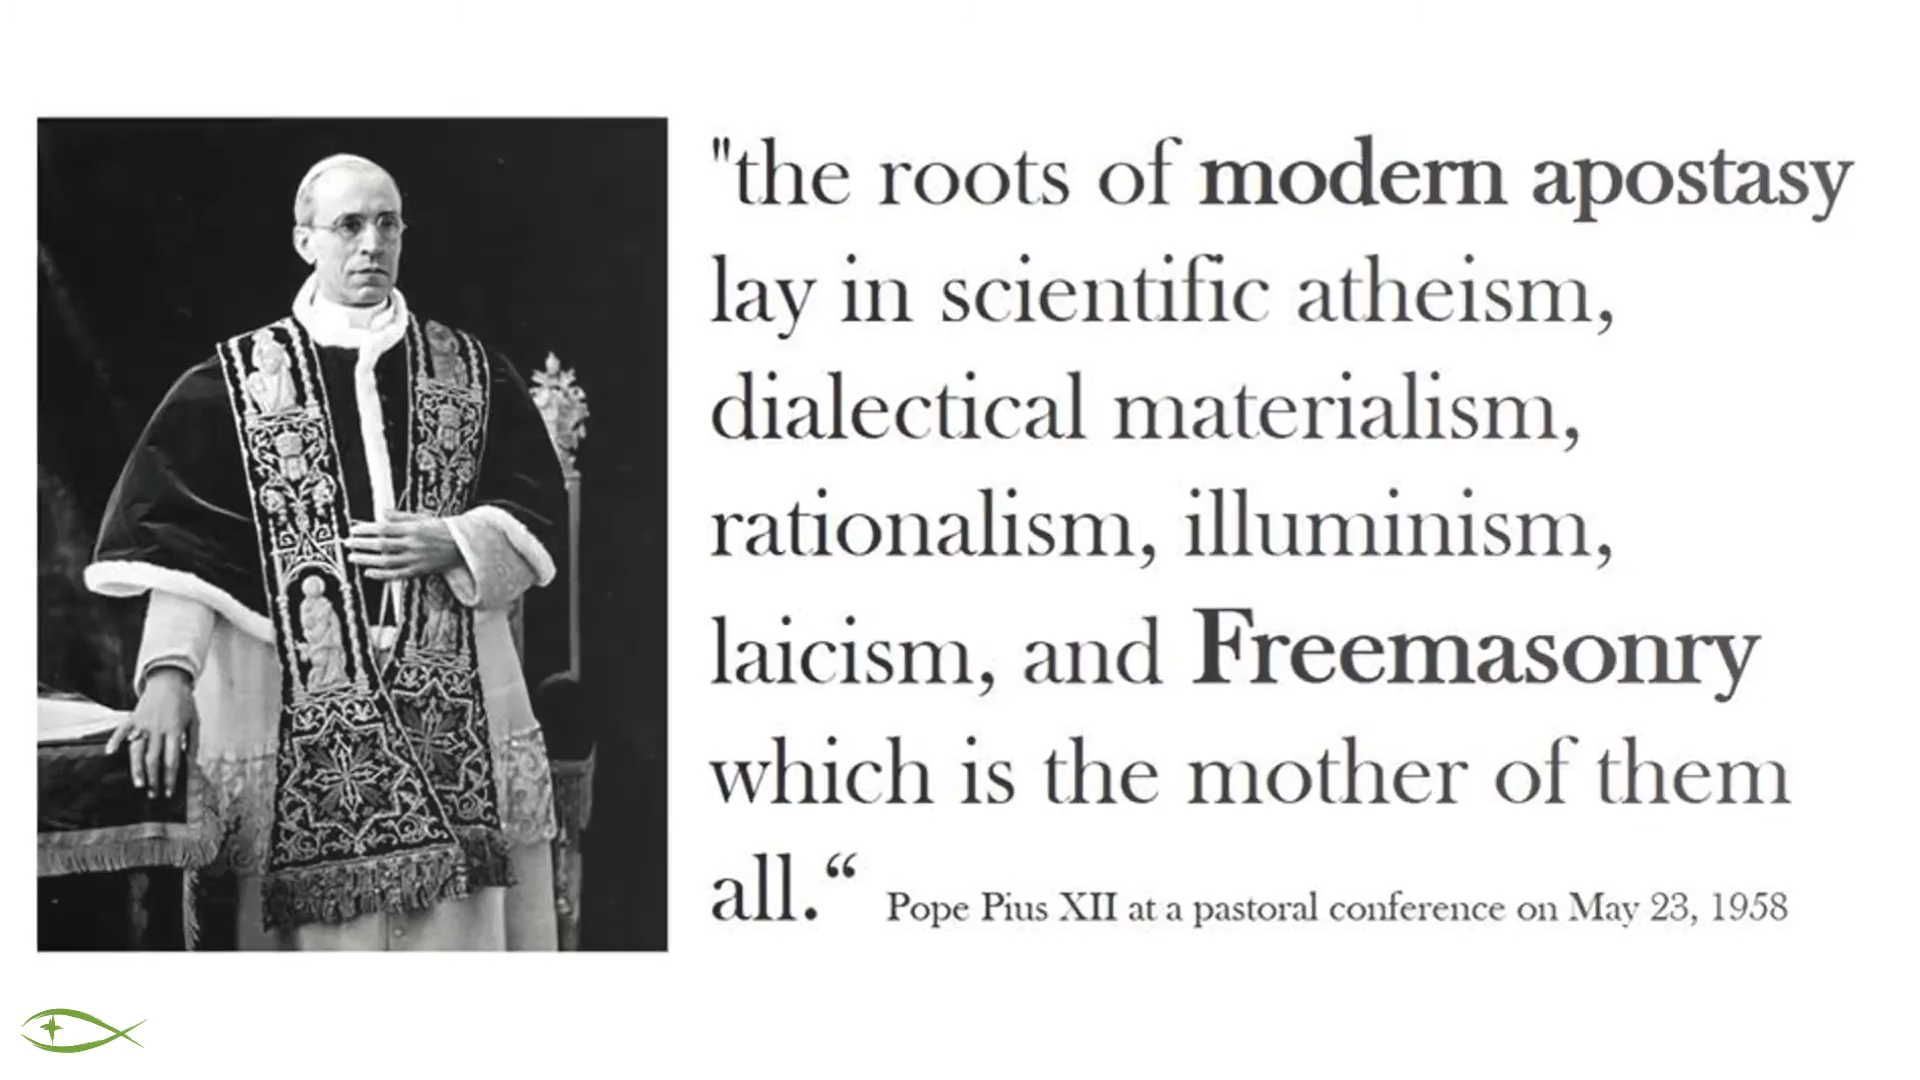 "the roots of modern apostasy
lay in scientific atheism,
dialectical materialism,
rationalism, illuminism,
laicism, and Freemasonry
which is the mother of them
all.“ Pope Pius XII at a pastoral conference on May 23, 1958